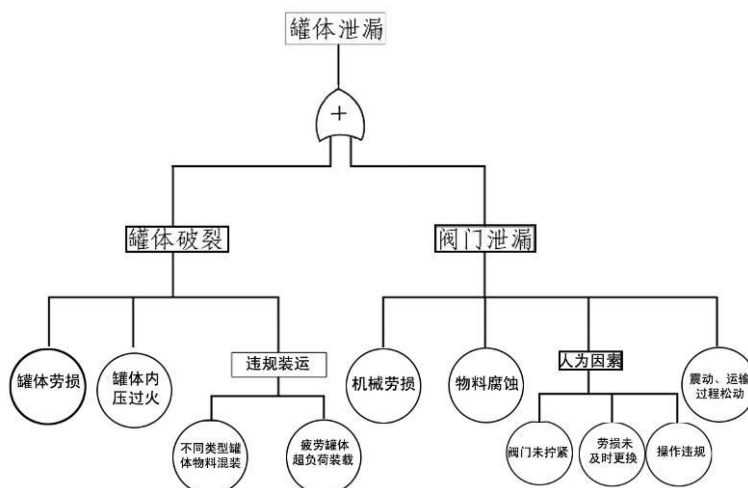 罐体泄漏
+
罐体破裂
阀门泄漏
罐体劳损
罐体内
压过火
违规装运
机械劳损
物料腐蚀
人为因素
震动、运输
过程松动
不同类型罐
体物料混装
疲劳罐体
超负荷装载
阀门未拧紧
劳损未
及时更换
操作违规